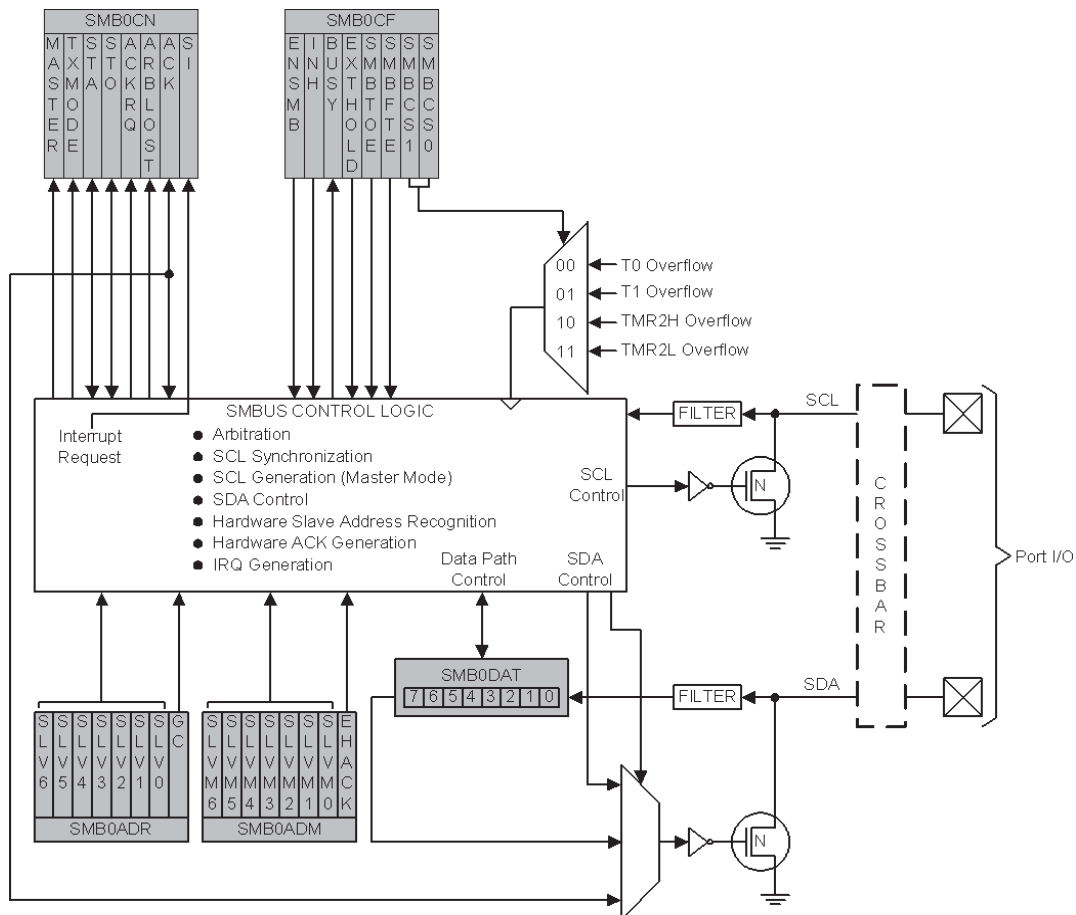 SMB0CN
MASTER
TXMODE
STA
STO
ACKRQ
ARBLOST
ACK
SI
SMB0CF
ENSMB
INH
BUSY
EXTHOLD
SMBTOE
SMBFTE
SMBCS1
SMBCS0
00
01
10
11
T0 Overflow
T1 Overflow
TMR2H Overflow
TMR2L Overflow
SMBUS CONTROL LOGIC
Interrupt
Request
● Arbitration
● SCL Synchronization
● SCL Generation (Master Mode)
● SDA Control
● Hardware Slave Address Recognition
● Hardware ACK Generation
● IRQ Generation
Data Path
Control
SCL
Control
SDA
Control
FILTER
SCL
N
CROSSBAR
Port I/O
SMB0DAT
7 6 5 4 3 2 1 0
FILTER
SDA
SLV6
SLV5
SLV4
SLV3
SLV2
SLV1
SLV0
GC
SMB0ADR
SLVM6
SLVM5
SLVM4
SLVM3
SLVM2
SLVM1
SLVM0
EHACK
SMB0ADM
N